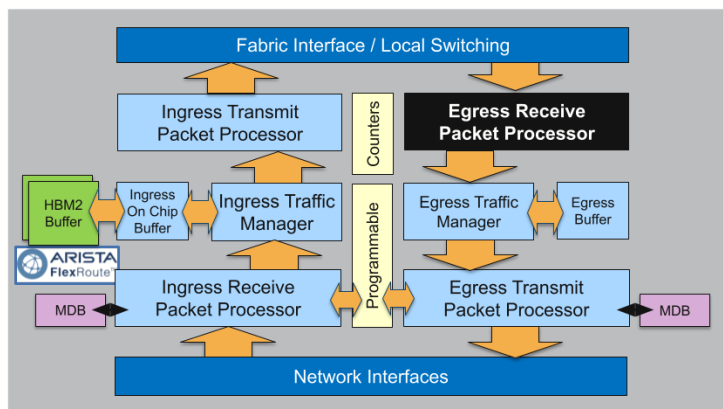 Fabric Interface / Local Switching
Ingress Transmit
Packet Processor
Counters
Egress Receive
Packet Processor
HBM2
Buffer
Ingress
On Chip
Buffer
Ingress Traffic
Manager
Programmable
Egress Traffic
Manager
Egress
Buffer
ARISTA
FlexRoute™
MDB
Ingress Receive
Packet Processor
Egress Transmit
Packet Processor
MDB
Network Interfaces